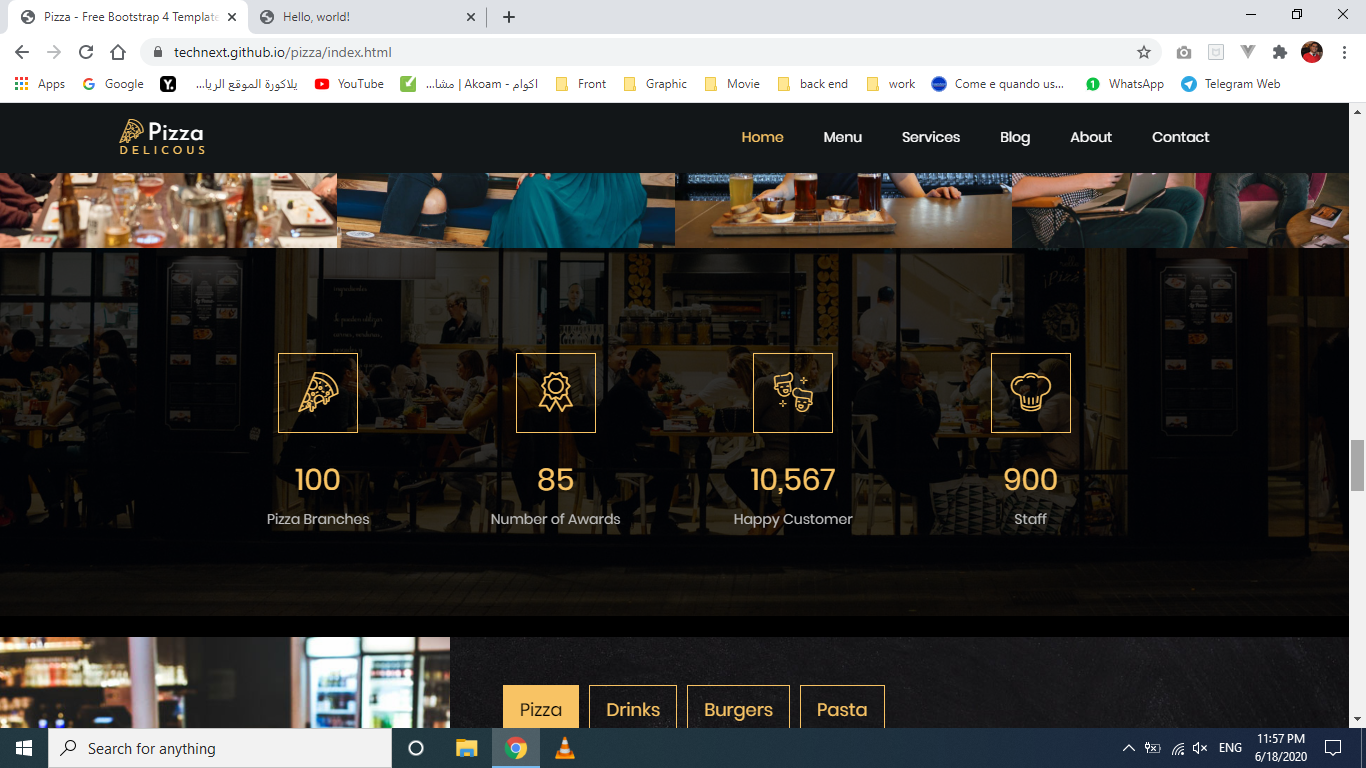 Pizza - Free Bootstrap 4 Template
Hello, world!
technext.github.io/pizza/index.html
Apps
Google
يلاكورة الموقع الريا...
YouTube
اكوام - Akoam | مشا...
Front
Graphic
Movie
back end
work
Come e quando us...
1
WhatsApp
Telegram Web
Pizza
DELICOUS
Home
Menu
Services
Blog
About
Contact
100
85
10,567
900
Pizza Branches
Number of Awards
Happy Customer
Staff
Pizza
Drinks
Burgers
Pasta
Search for anything
ENG
11:57 PM
6/18/2020